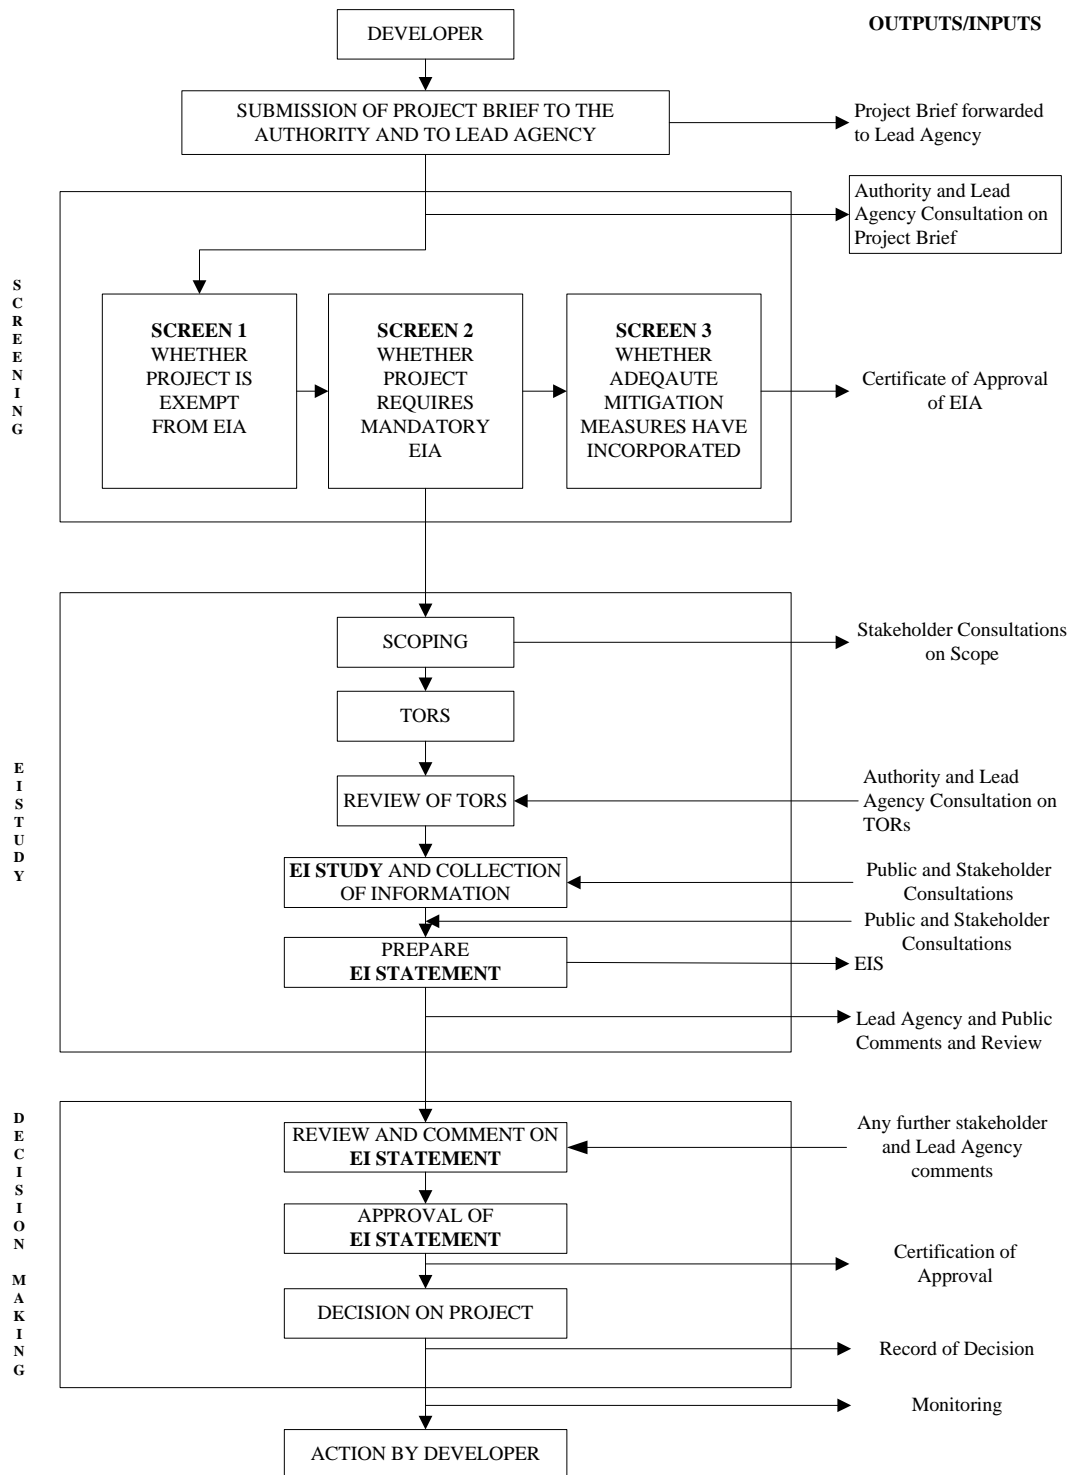 OUTPUTS/INPUTS
DEVELOPER
SUBMISSION OF PROJECT BRIEF TO THE
AUTHORITY AND TO LEAD AGENCY
Project Brief forwarded
to Lead Agency
Authority and Lead
Agency Consultation on
Project Brief
SCREENING
SCREEN 1
WHETHER
PROJECT IS
EXEMPT
FROM EIA
SCREEN 2
WHETHER
PROJECT
REQUIRES
MANDATORY
EIA
SCREEN 3
WHETHER
ADEQAUTE
MITIGATION
MEASURES HAVE
INCORPORATED
Certificate of Approval
of EIA
EISTUDY
SCOPING
Stakeholder Consultations
on Scope
TORS
REVIEW OF TORS
Authority and Lead
Agency Consultation on
TORs
EI STUDY AND COLLECTION
OF INFORMATION
Public and Stakeholder
Consultations
Public and Stakeholder
Consultations
PREPARE
EI STATEMENT
EIS
Lead Agency and Public
Comments and Review
DECISION MAKING
REVIEW AND COMMENT ON
EI STATEMENT
Any further stakeholder
and Lead Agency
comments
APPROVAL OF
EI STATEMENT
Certification of
Approval
DECISION ON PROJECT
Record of Decision
Monitoring
ACTION BY DEVELOPER